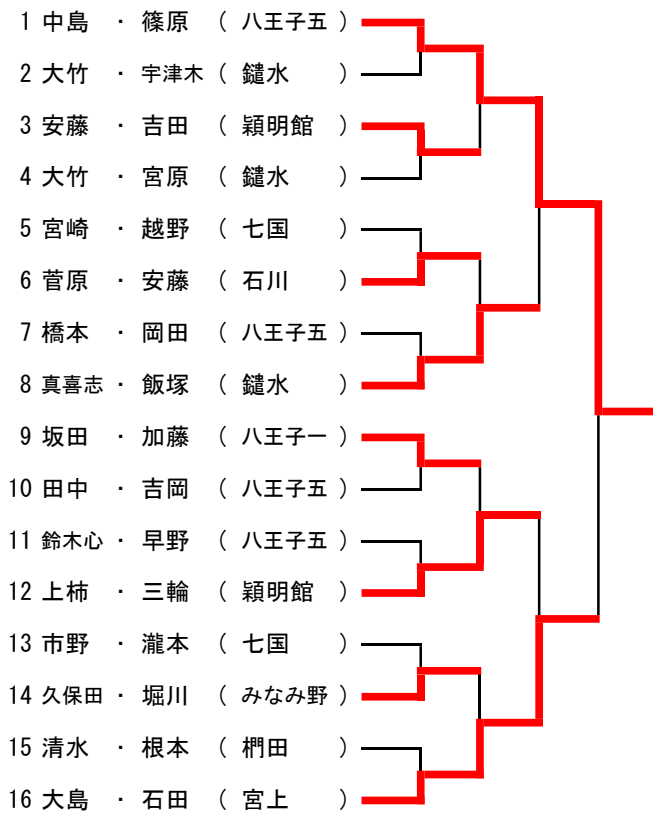 1 中島 ・ 篠原 ( 八王子五 )
2 大竹 ・ 宇津木 ( 鑓水 )
3 安藤 ・ 吉田 ( 穎明館 )
4 大竹 ・ 宮原 ( 鑓水 )
5 宮崎 ・ 越野 ( 七国 )
6 菅原 ・ 安藤 ( 石川 )
7 橋本 ・ 岡田 ( 八王子五 )
8 真喜志 ・ 飯塚 ( 鑓水 )
9 坂田 ・ 加藤 ( 八王子一 )
10 田中 ・ 吉岡 ( 八王子五 )
11 鈴木心 ・ 早野 ( 八王子五 )
12 上柿 ・ 三輪 ( 穎明館 )
13 市野 ・ 瀧本 ( 七国 )
14 久保田 ・ 堀川 ( みなみ野 )
15 清水 ・ 根本 ( 椚田 )
16 大島 ・ 石田 ( 宮上 )